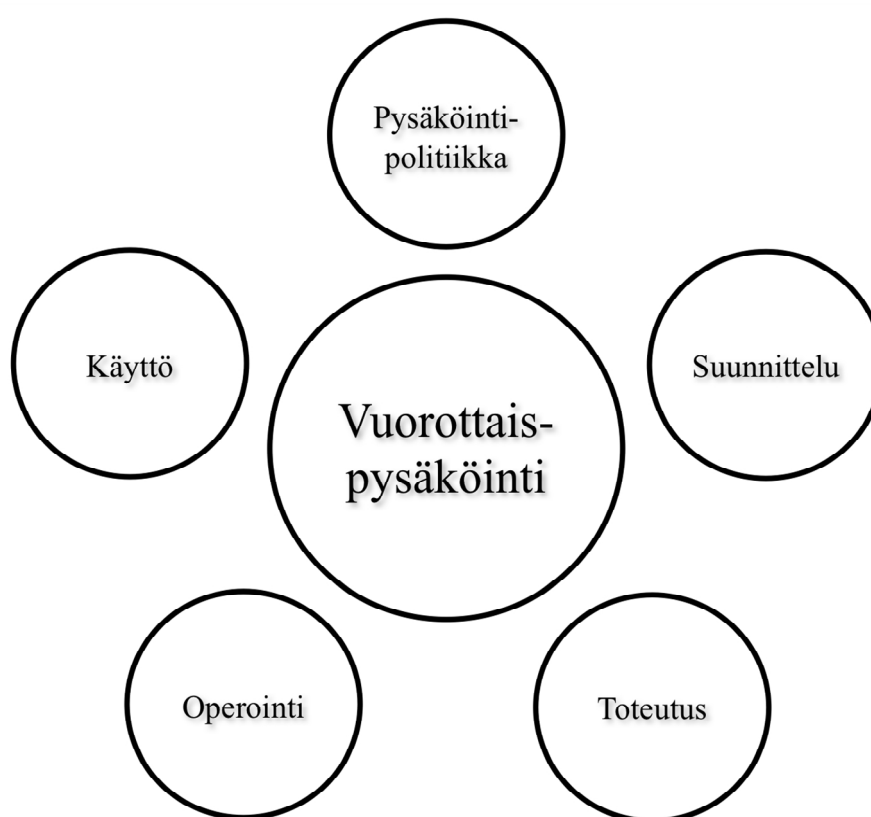 Pysäköinti-
politiikka
Käyttö
Suunnittelu
Vuorottais-
pysäköinti
Operointi
Toteutus